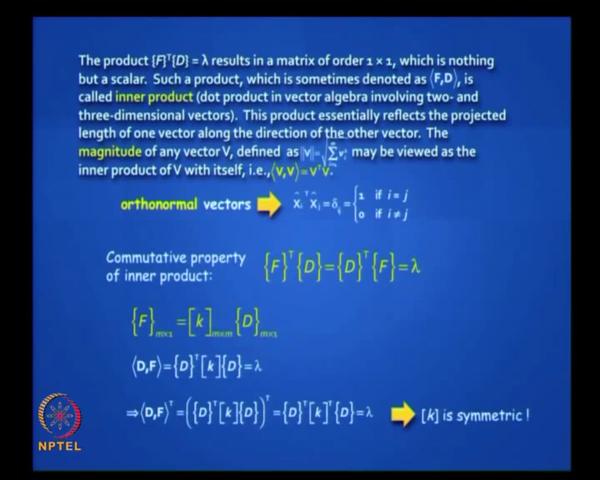 The product {F}ᵀ{D} = λ results in a matrix of order 1 × 1, which is nothing
but a scalar. Such a product, which is sometimes denoted as ⟨F,D⟩, is
called inner product (dot product in vector algebra involving two- and
three-dimensional vectors). This product essentially reflects the projected
length of one vector along the direction of the other vector. The
magnitude of any vector V, defined as may be viewed as the
inner product of V with itself, i.e., ⟨V,V⟩ = VᵀV.
orthonormal vectors X̂ᵢᵀX̂ⱼ = δᵢⱼ = { 1 if i = j
0 if i ≠ j
Commutative property
of inner product: {F}ᵀ{D} = {D}ᵀ{F} = λ
{F}ₘₓ₁ = [k]ₘₓₘ {D}ₘₓ₁
⟨D,F⟩ = {D}ᵀ[k]{D} = λ
⇒ ⟨D,F⟩ᵀ = ({D}ᵀ[k]{D})ᵀ = {D}ᵀ[k]ᵀ{D} = λ [k] is symmetric !
NPTEL